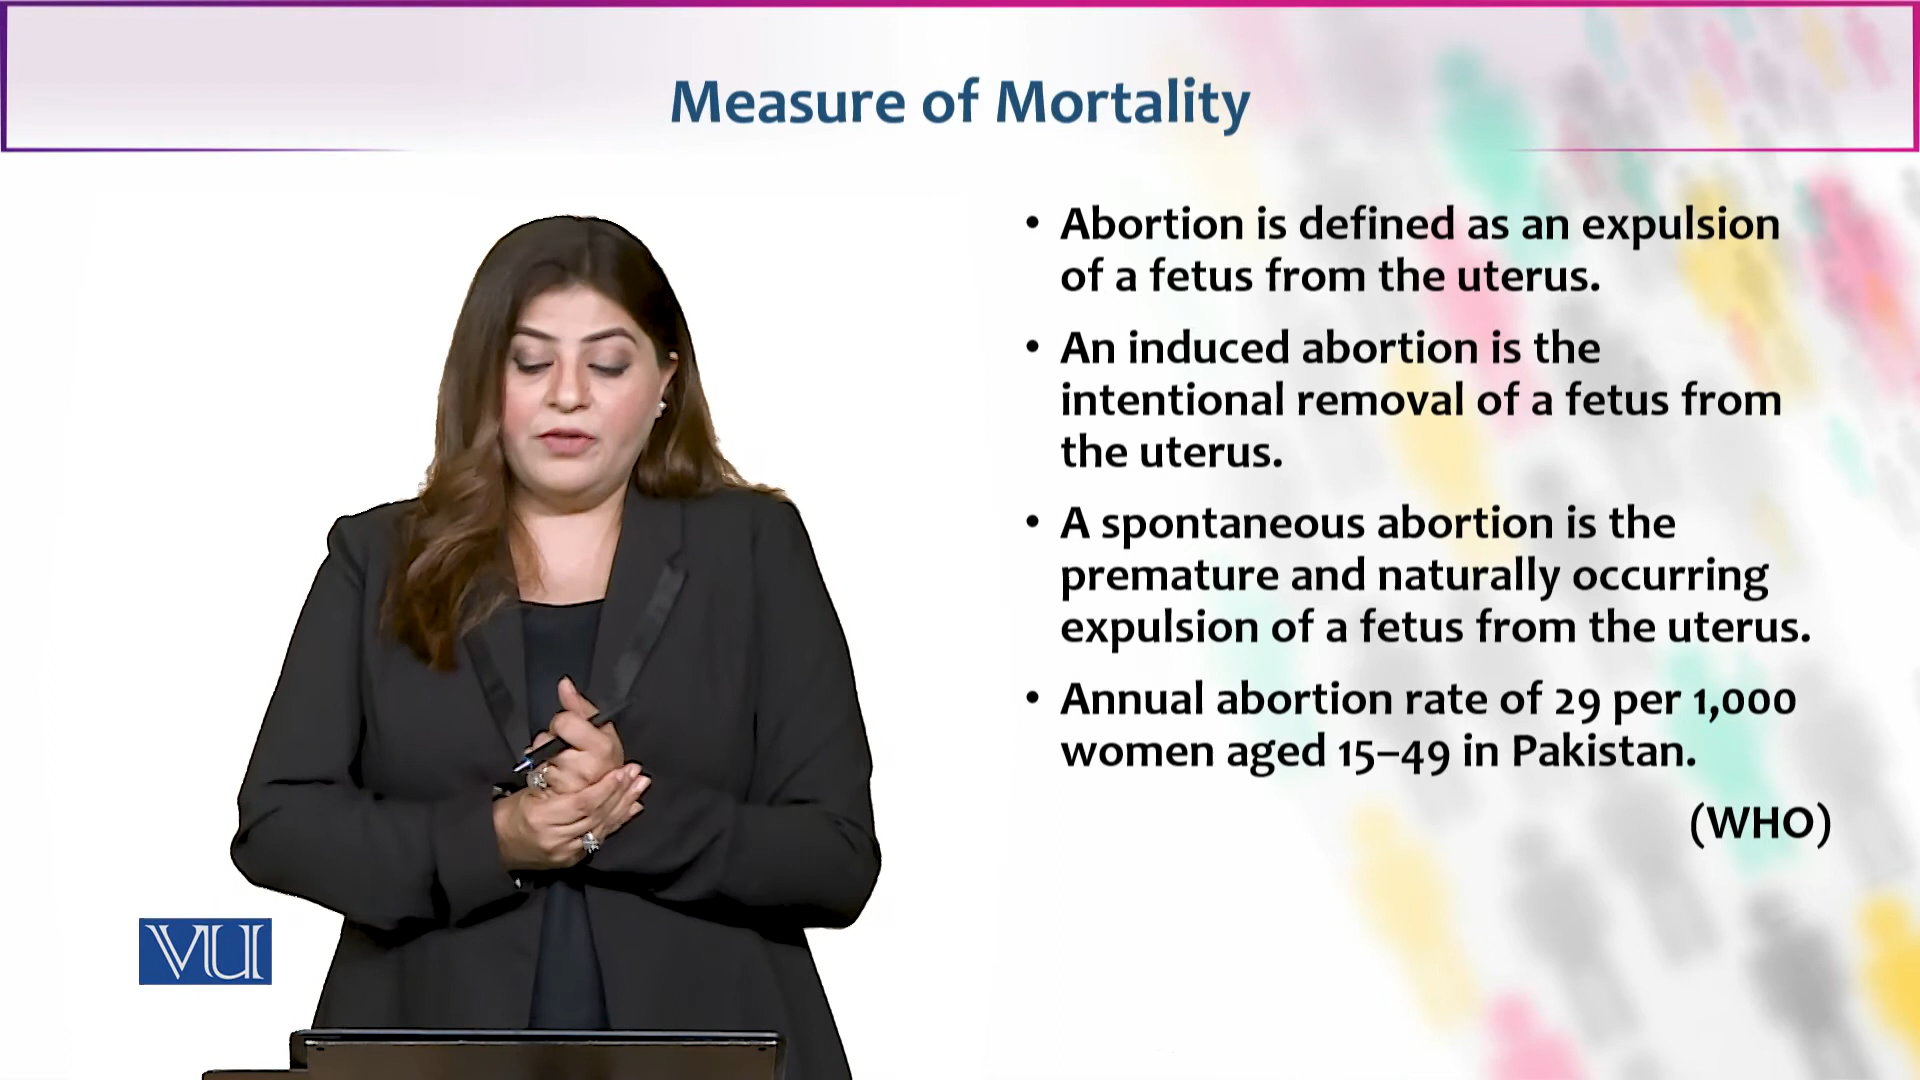 Measure of Mortality
• Abortion is defined as an expulsion
of a fetus from the uterus.
• An induced abortion is the
intentional removal of a fetus from
the uterus.
• A spontaneous abortion is the
premature and naturally occurring
expulsion of a fetus from the uterus.
• Annual abortion rate of 29 per 1,000
women aged 15–49 in Pakistan.
(WHO)
VU